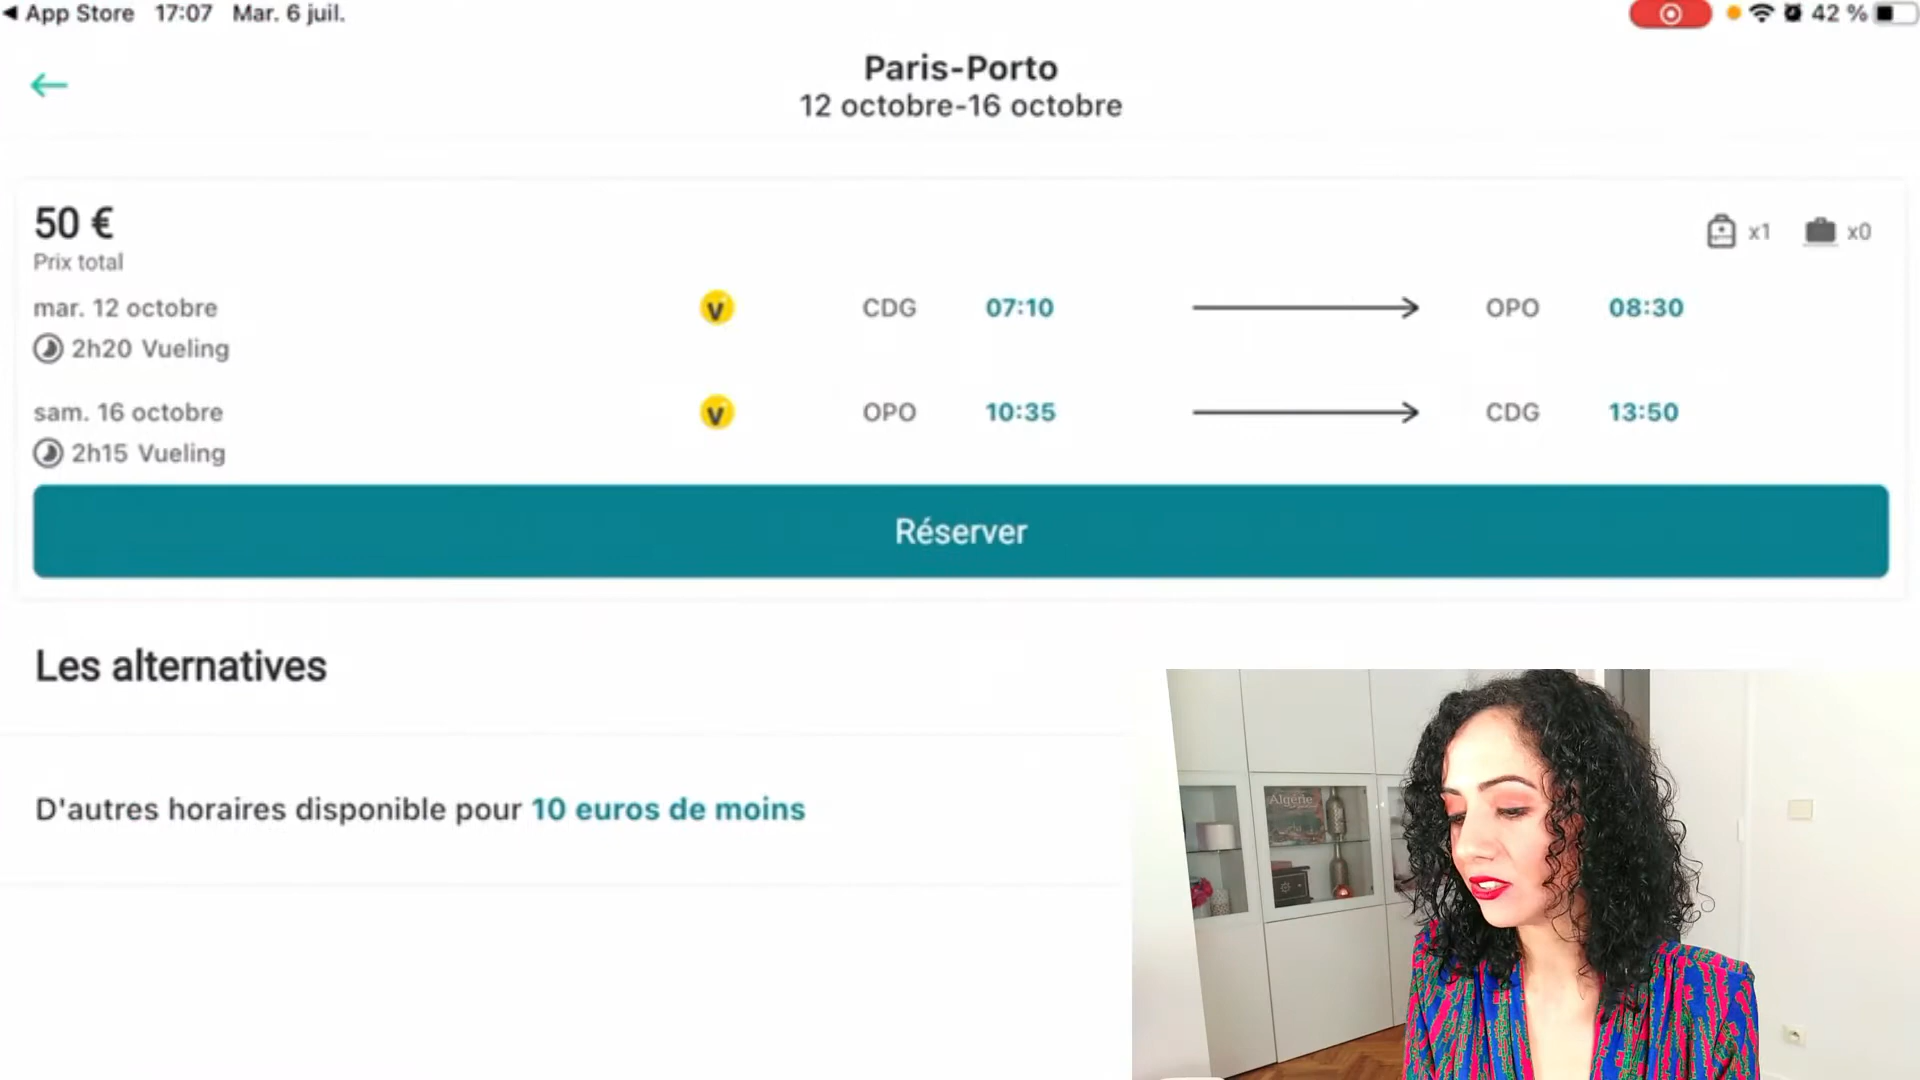 App Store 17:07 Mar. 6 juil. 42 %
Paris-Porto
12 octobre-16 octobre
50 €
x1 x0
Prix total
mar. 12 octobre V CDG 07:10 OPO 08:30
2h20 Vueling
sam. 16 octobre V OPO 10:35 CDG 13:50
2h15 Vueling
Réserver
Les alternatives
D'autres horaires disponible pour 10 euros de moins
Algérie